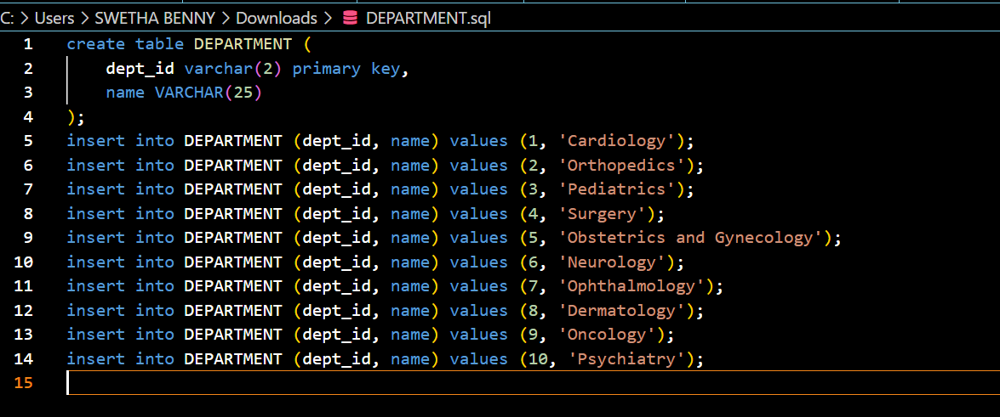 C: > Users > SWETHA BENNY > Downloads > DEPARTMENT.sql
1 create table DEPARTMENT (
2 dept_id varchar(2) primary key,
3 name VARCHAR(25)
4 );
5 insert into DEPARTMENT (dept_id, name) values (1, 'Cardiology');
6 insert into DEPARTMENT (dept_id, name) values (2, 'Orthopedics');
7 insert into DEPARTMENT (dept_id, name) values (3, 'Pediatrics');
8 insert into DEPARTMENT (dept_id, name) values (4, 'Surgery');
9 insert into DEPARTMENT (dept_id, name) values (5, 'Obstetrics and Gynecology');
10 insert into DEPARTMENT (dept_id, name) values (6, 'Neurology');
11 insert into DEPARTMENT (dept_id, name) values (7, 'Ophthalmology');
12 insert into DEPARTMENT (dept_id, name) values (8, 'Dermatology');
13 insert into DEPARTMENT (dept_id, name) values (9, 'Oncology');
14 insert into DEPARTMENT (dept_id, name) values (10, 'Psychiatry');
15